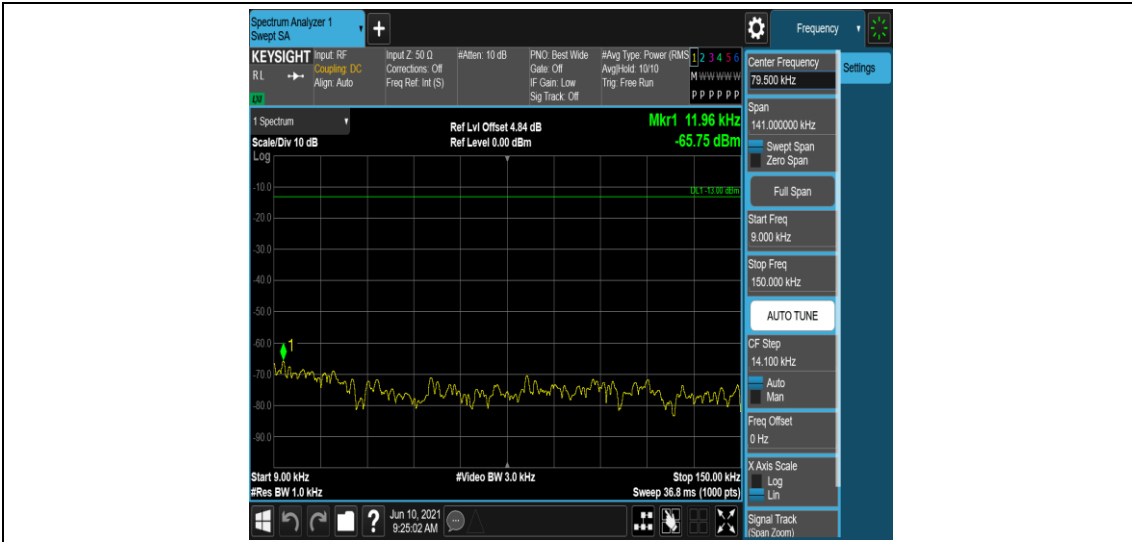 Spectrum Analyzer 1
Swept SA
+
Frequency
KEYSIGHT
R L
Input: RF
Coupling: DC
Align: Auto
Input Z: 50 Ω
Corrections: Off
Freq Ref: Int (S)
#Atten: 10 dB
PNO: Best Wide
Gate: Off
IF Gain: Low
Sig Track: Off
#Avg Type: Power (RMS
Avg|Hold: 10/10
Trig: Free Run
1 2 3 4 5 6
M W W W W W
P P P P P P
1 Spectrum
Scale/Div 10 dB
Log
Ref Lvl Offset 4.84 dB
Ref Level 0.00 dBm
Mkr1 11.96 kHz
-65.75 dBm
DL1 -13.00 dBm
-10.0
-20.0
-30.0
-40.0
-50.0
-60.0
-70.0
-80.0
-90.0
1
Start 9.00 kHz
#Res BW 1.0 kHz
#Video BW 3.0 kHz
Stop 150.00 kHz
Sweep 36.8 ms (1000 pts)
?
Jun 10, 2021
9:25:02 AM
Center Frequency
79.500 kHz
Span
141.000000 kHz
Swept Span
Zero Span
Full Span
Start Freq
9.000 kHz
Stop Freq
150.000 kHz
AUTO TUNE
CF Step
14.100 kHz
Auto
Man
Freq Offset
0 Hz
X Axis Scale
Log
Lin
Signal Track
(Span Zoom)
Settings